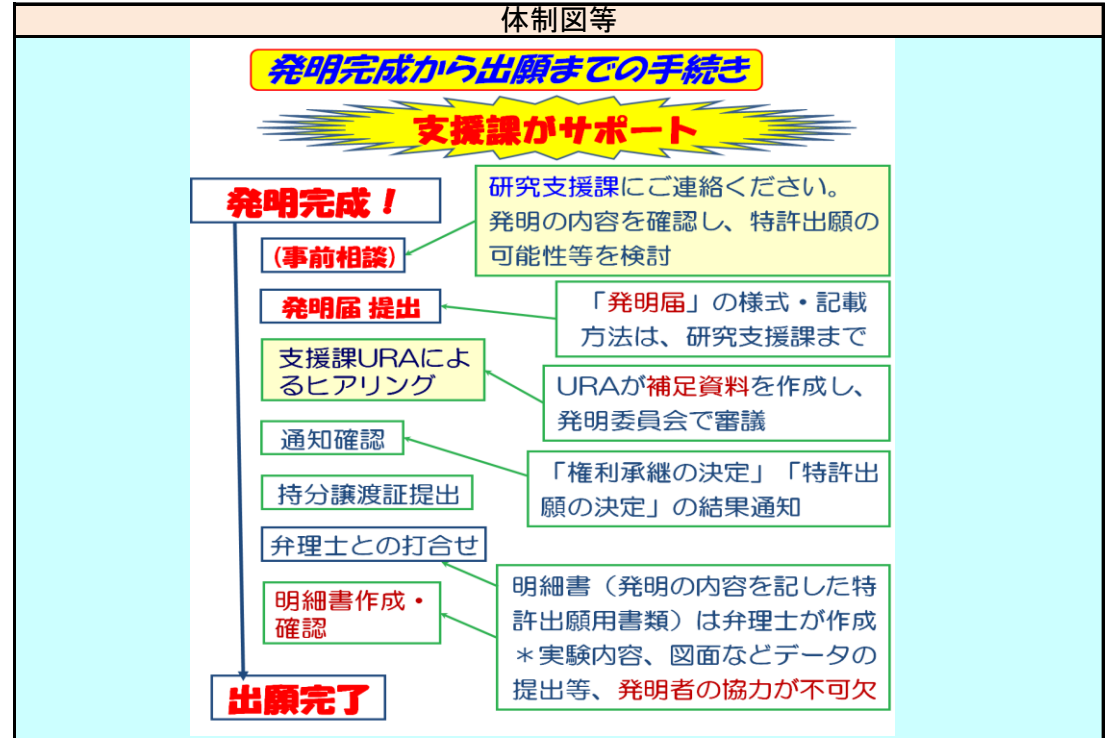 体制図等
発明完成から出願までの手続き
支援課がサポート
発明完成！
研究支援課にご連絡ください。
発明の内容を確認し、特許出願の
可能性等を検討
(事前相談)
発明届 提出
「発明届」の様式・記載
方法は、研究支援課まで
支援課URAによ
るヒアリング
URAが補足資料を作成し、
発明委員会で審議
通知確認
「権利承継の決定」「特許出
願の決定」の結果通知
持分譲渡証提出
弁理士との打合せ
明細書作成・
確認
明細書（発明の内容を記した特
許出願用書類）は弁理士が作成
＊実験内容、図面などデータの
提出等、発明者の協力が不可欠
出願完了